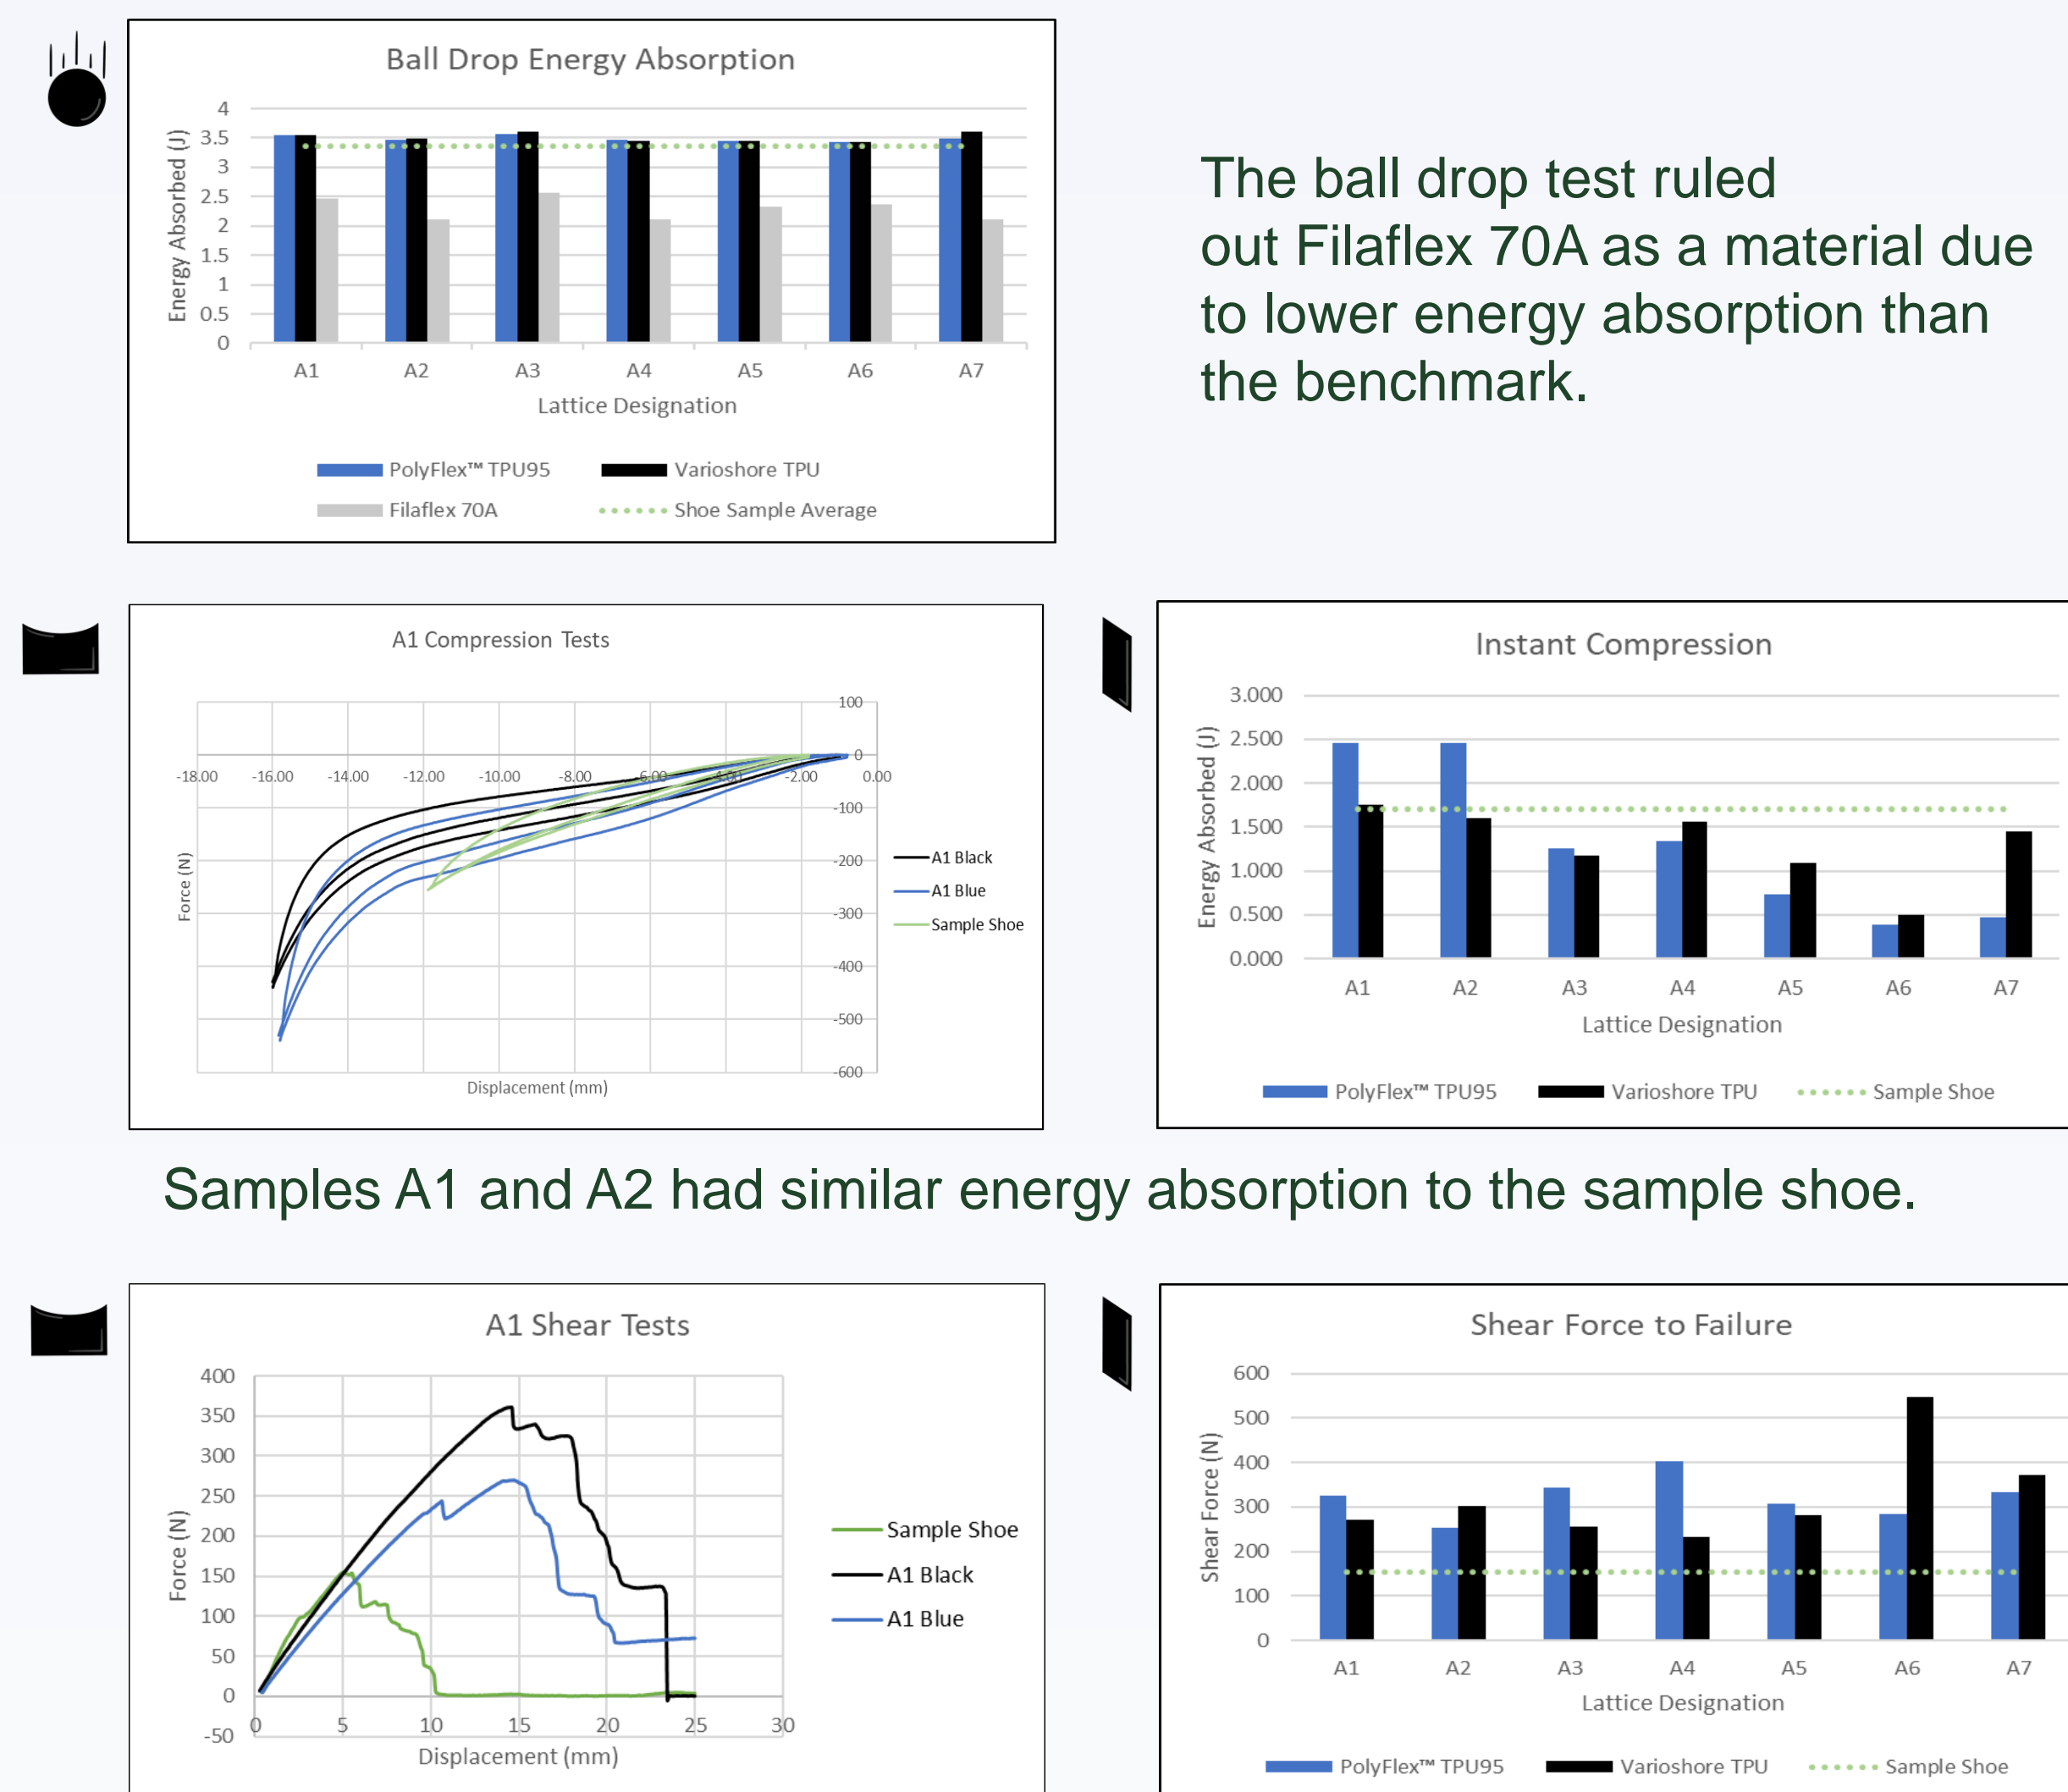 Ball Drop Energy Absorption
4
3.5
3
2.5
2
1.5
1
0.5
0
Energy Absorbed (J)
A1 A2 A3 A4 A5 A6 A7
Lattice Designation
PolyFlex™ TPU95 Varioshore TPU
Filaflex 70A Shoe Sample Average
The ball drop test ruled
out Filaflex 70A as a material due
to lower energy absorption than
the benchmark.
A1 Compression Tests
100
0
-18.00 -16.00 -14.00 -12.00 -10.00 -8.00 -6.00 -4.00 -2.00 0.00
-100
-200
-300
-400
-500
-600
Force (N)
Displacement (mm)
A1 Black
A1 Blue
Sample Shoe
Instant Compression
3.000
2.500
2.000
1.500
1.000
0.500
0.000
Energy Absorbed (J)
A1 A2 A3 A4 A5 A6 A7
Lattice Designation
PolyFlex™ TPU95 Varioshore TPU Sample Shoe
Samples A1 and A2 had similar energy absorption to the sample shoe.
A1 Shear Tests
400
350
300
250
200
150
100
50
0
-50
Force (N)
0 5 10 15 20 25 30
Displacement (mm)
Sample Shoe
A1 Black
A1 Blue
Shear Force to Failure
600
500
400
300
200
100
0
Shear Force (N)
A1 A2 A3 A4 A5 A6 A7
Lattice Designation
PolyFlex™ TPU95 Varioshore TPU Sample Shoe